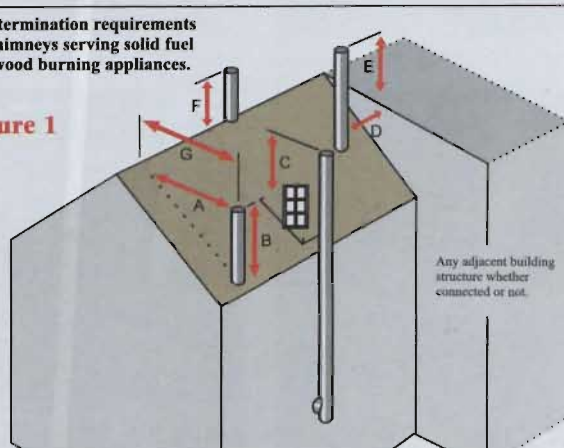 termination requirements
himneys serving solid fuel
wood burning appliances.
ure 1
E
F
D
G
C
A
B
Any adjacent building
structure whether
connected or not.